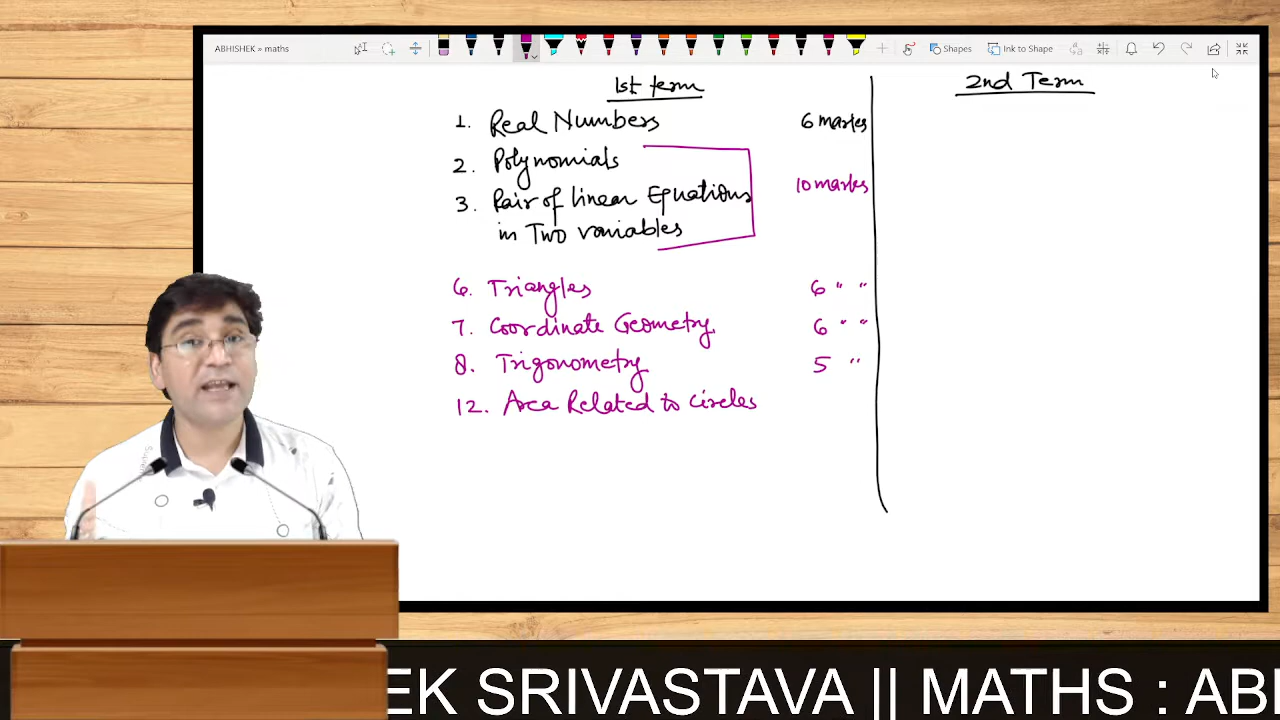 ABHISHEK » maths
Shapes
Ink to Shape
1st term
2nd Term
1. Real Numbers 6 marks
2. Polynomials
10 marks
3. Pair of linear Equations
in Two variables
6. Triangles 6 " "
7. Coordinate Geometry 6 " "
8. Trigonometry 5 "
12. Area Related to circles
EK SRIVASTAVA || MATHS : AB